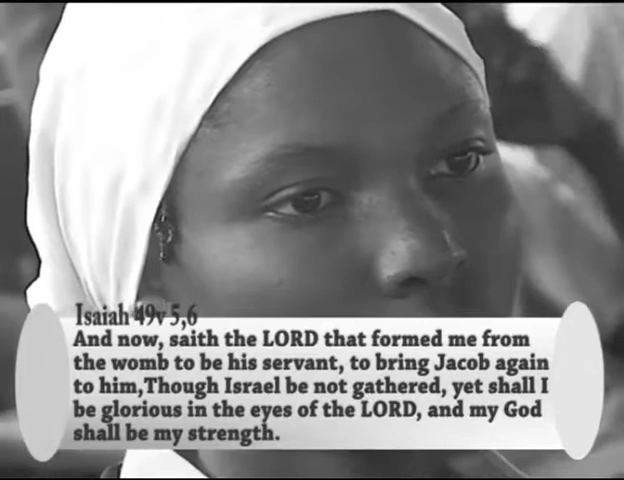 Isaiah 49v 5,6
And now, saith the LORD that formed me from
the womb to be his servant, to bring Jacob again
to him,Though Israel be not gathered, yet shall I
be glorious in the eyes of the LORD, and my God
shall be my strength.